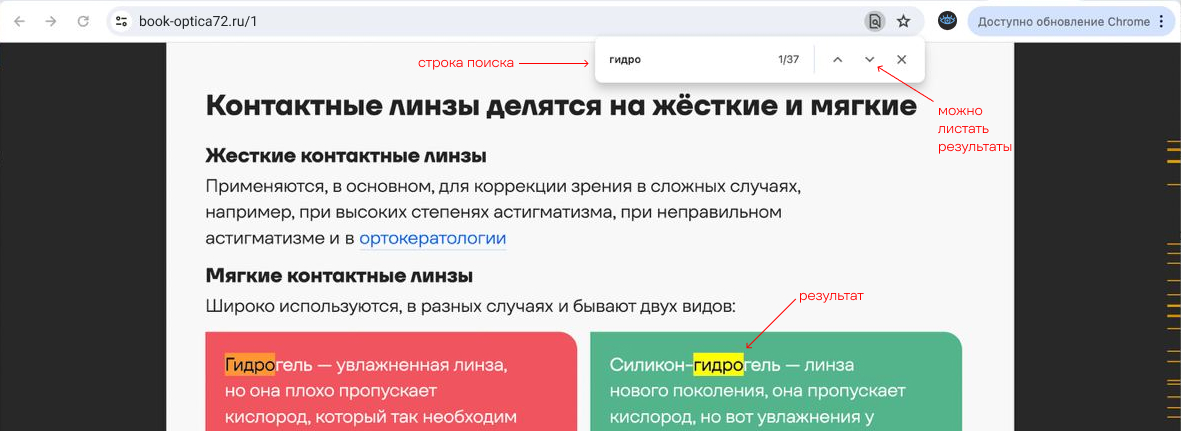 book-optica72.ru/1
Доступно обновление Chrome
строка поиска
гидро
1/37
можно
листать
результаты
Контактные линзы делятся на жёсткие и мягкие
Жесткие контактные линзы
Применяются, в основном, для коррекции зрения в сложных случаях,
например, при высоких степенях астигматизма, при неправильном
астигматизме и в ортокератологии
Мягкие контактные линзы
Широко используются, в разных случаях и бывают двух видов:
результат
Гидрогель — увлажненная линза,
но она плохо пропускает
кислород, который так необходим
Силикон-гидрогель — линза
нового поколения, она пропускает
кислород, но вот увлажнения у